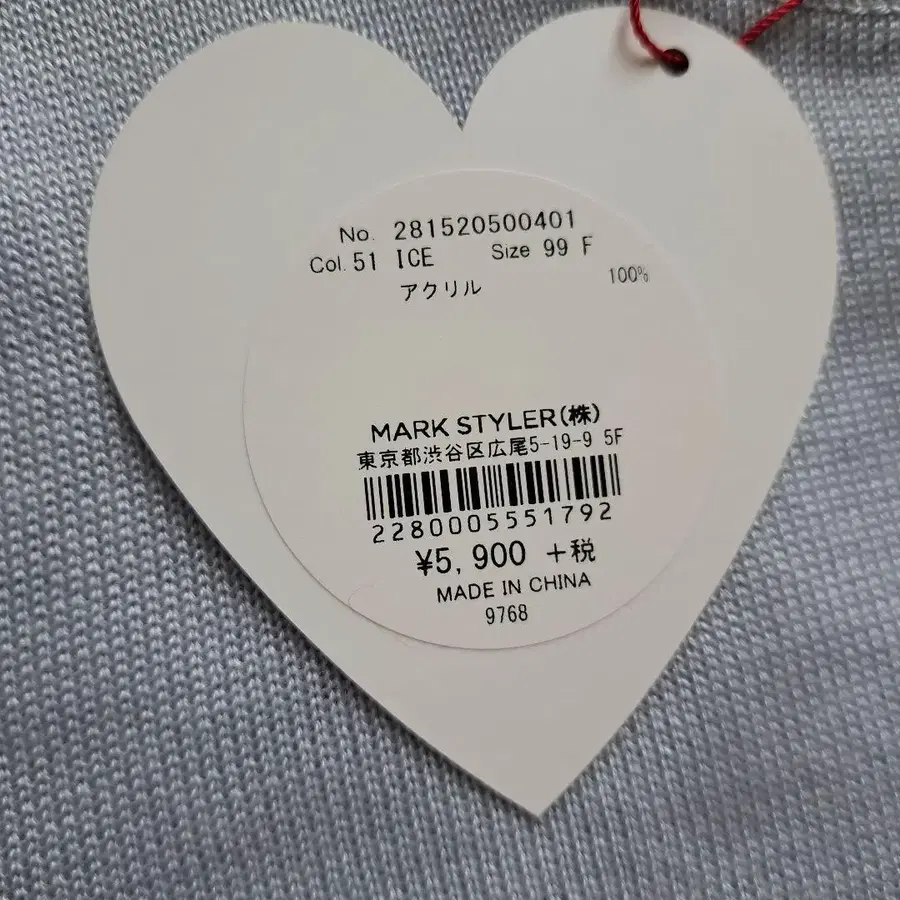 No. 281520500401
Col. 51 ICE Size 99 F
アクリル 100%
MARK STYLER(株)
東京都渋谷区広尾5-19-9 5F
2280005551792
¥5,900 +税
MADE IN CHINA
9768